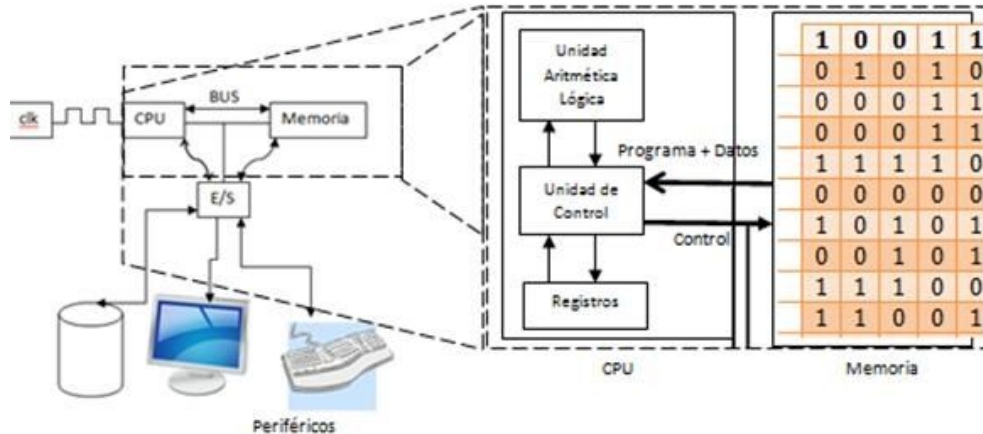 clk
CPU
BUS
Memoria
E/S
Periféricos
Unidad
Aritmética
Lógica
Unidad de
Control
Registros
Programa + Datos
Control
CPU
1 0 0 1 1
0 1 0 1 0
0 0 0 1 1
0 0 0 1 1
1 1 1 1 0
0 0 0 0 0
1 0 1 0 1
0 0 1 0 1
1 1 1 0 0
1 1 0 0 1
Memoria